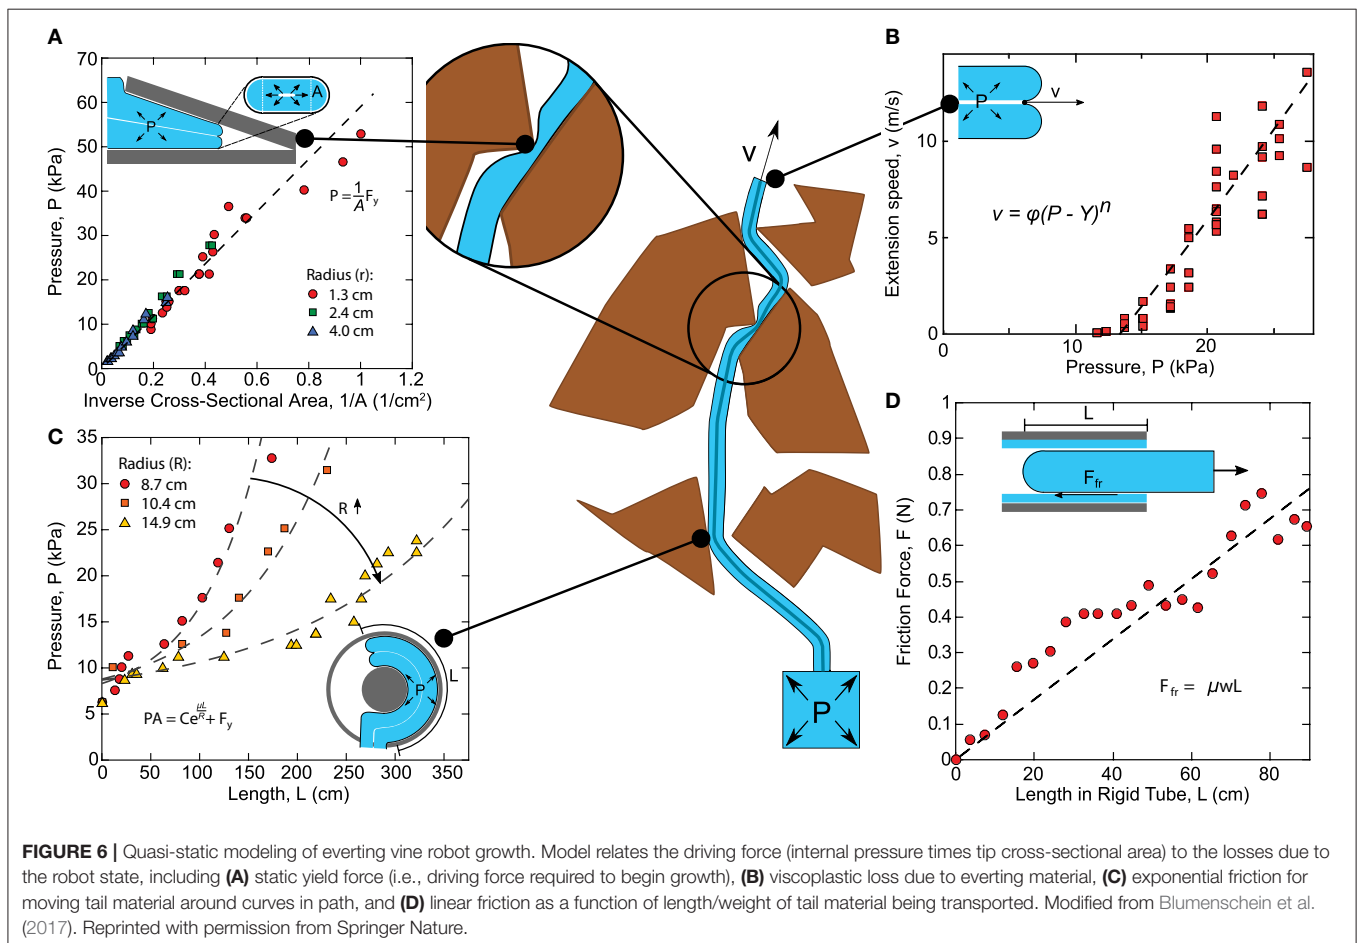 A
Pressure, P (kPa)
70
60
50
40
30
20
10
0
0
0.2
0.4
0.6
0.8
1
1.2
Inverse Cross-Sectional Area, 1/A (1/cm²)
P
A
P = 1/A F_y
Radius (r):
1.3 cm
2.4 cm
4.0 cm
V
P
B
Extension speed, v (m/s)
10
5
0
0
10
20
Pressure, P (kPa)
P
v
v = φ(P - Y)ⁿ
C
Pressure, P (kPa)
35
30
25
20
15
10
5
0
0
50
100
150
200
250
300
350
Length, L (cm)
Radius (R):
8.7 cm
10.4 cm
14.9 cm
R
P
L
PA = Ce^(μL/R) + F_y
D
Friction Force, F (N)
1
0.9
0.8
0.7
0.6
0.5
0.4
0.3
0.2
0.1
0
0
20
40
60
80
Length in Rigid Tube, L (cm)
L
F_fr
F_fr = μwL
FIGURE 6 | Quasi-static modeling of everting vine robot growth. Model relates the driving force (internal pressure times tip cross-sectional area) to the losses due to
the robot state, including (A) static yield force (i.e., driving force required to begin growth), (B) viscoplastic loss due to everting material, (C) exponential friction for
moving tail material around curves in path, and (D) linear friction as a function of length/weight of tail material being transported. Modified from Blumenschein et al.
(2017). Reprinted with permission from Springer Nature.